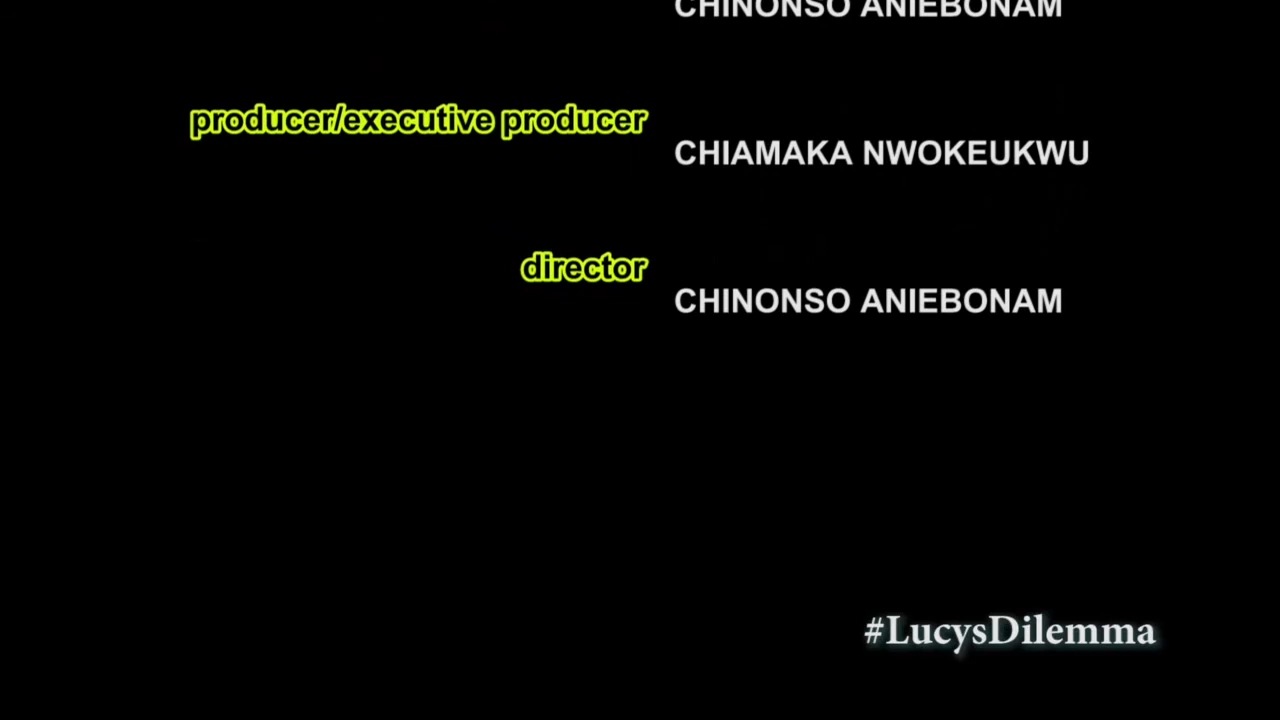 CHINONSO ANIEBONAM
producer/executive producer
CHIAMAKA NWOKEUKWU
director
CHINONSO ANIEBONAM
#LucysDilemma